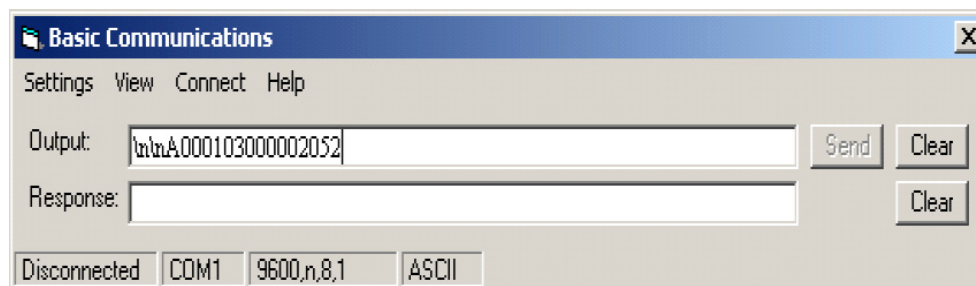 Basic Communications
Settings View Connect Help
Output: \n\nA000103000002052 Send Clear
Response: Clear
Disconnected COM1 9600,n,8,1 ASCII